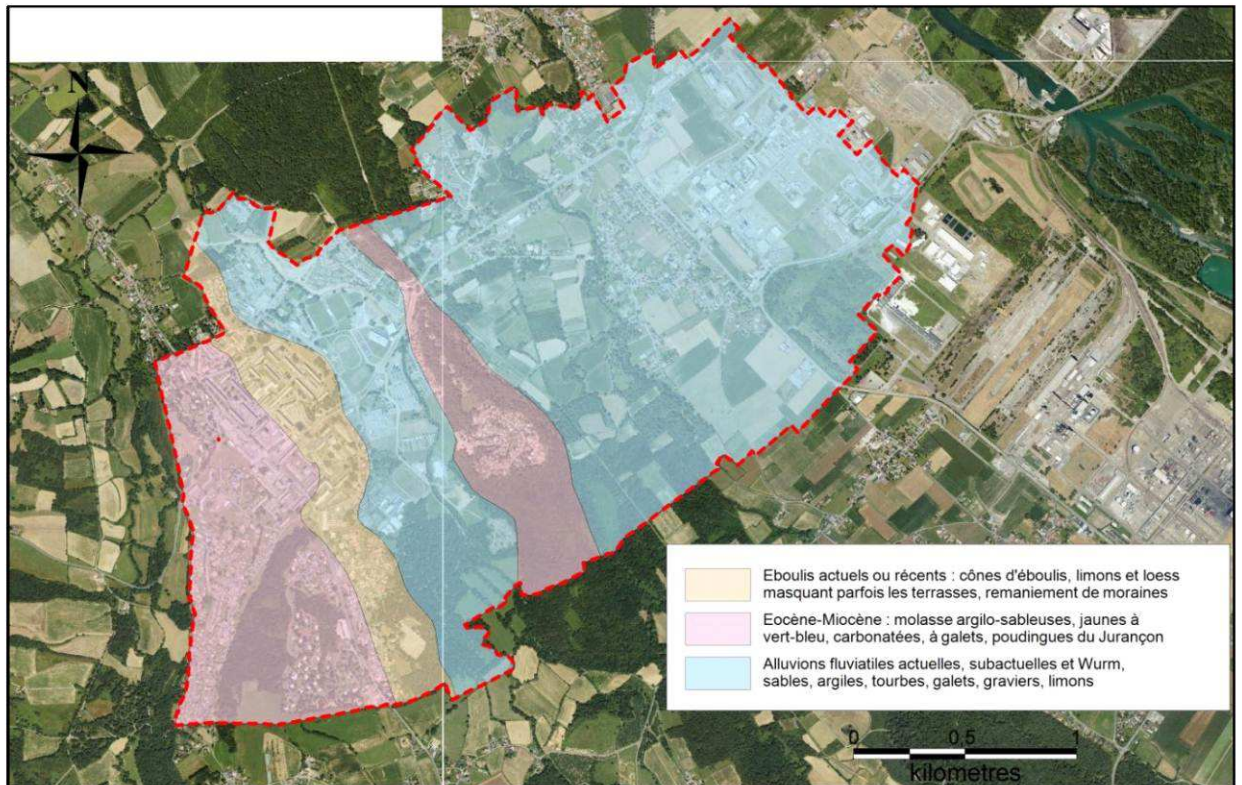 N
Eboulis actuels ou récents : cônes d'éboulis, limons et loess
masquant parfois les terrasses, remaniement de moraines
Eocène-Miocène : molasse argilo-sableuses, jaunes à
vert-bleu, carbonatées, à galets, poudingues du Jurançon
Alluvions fluviatiles actuelles, subactuelles et Wurm,
sables, argiles, tourbes, galets, graviers, limons
0 0.5 1
kilometres